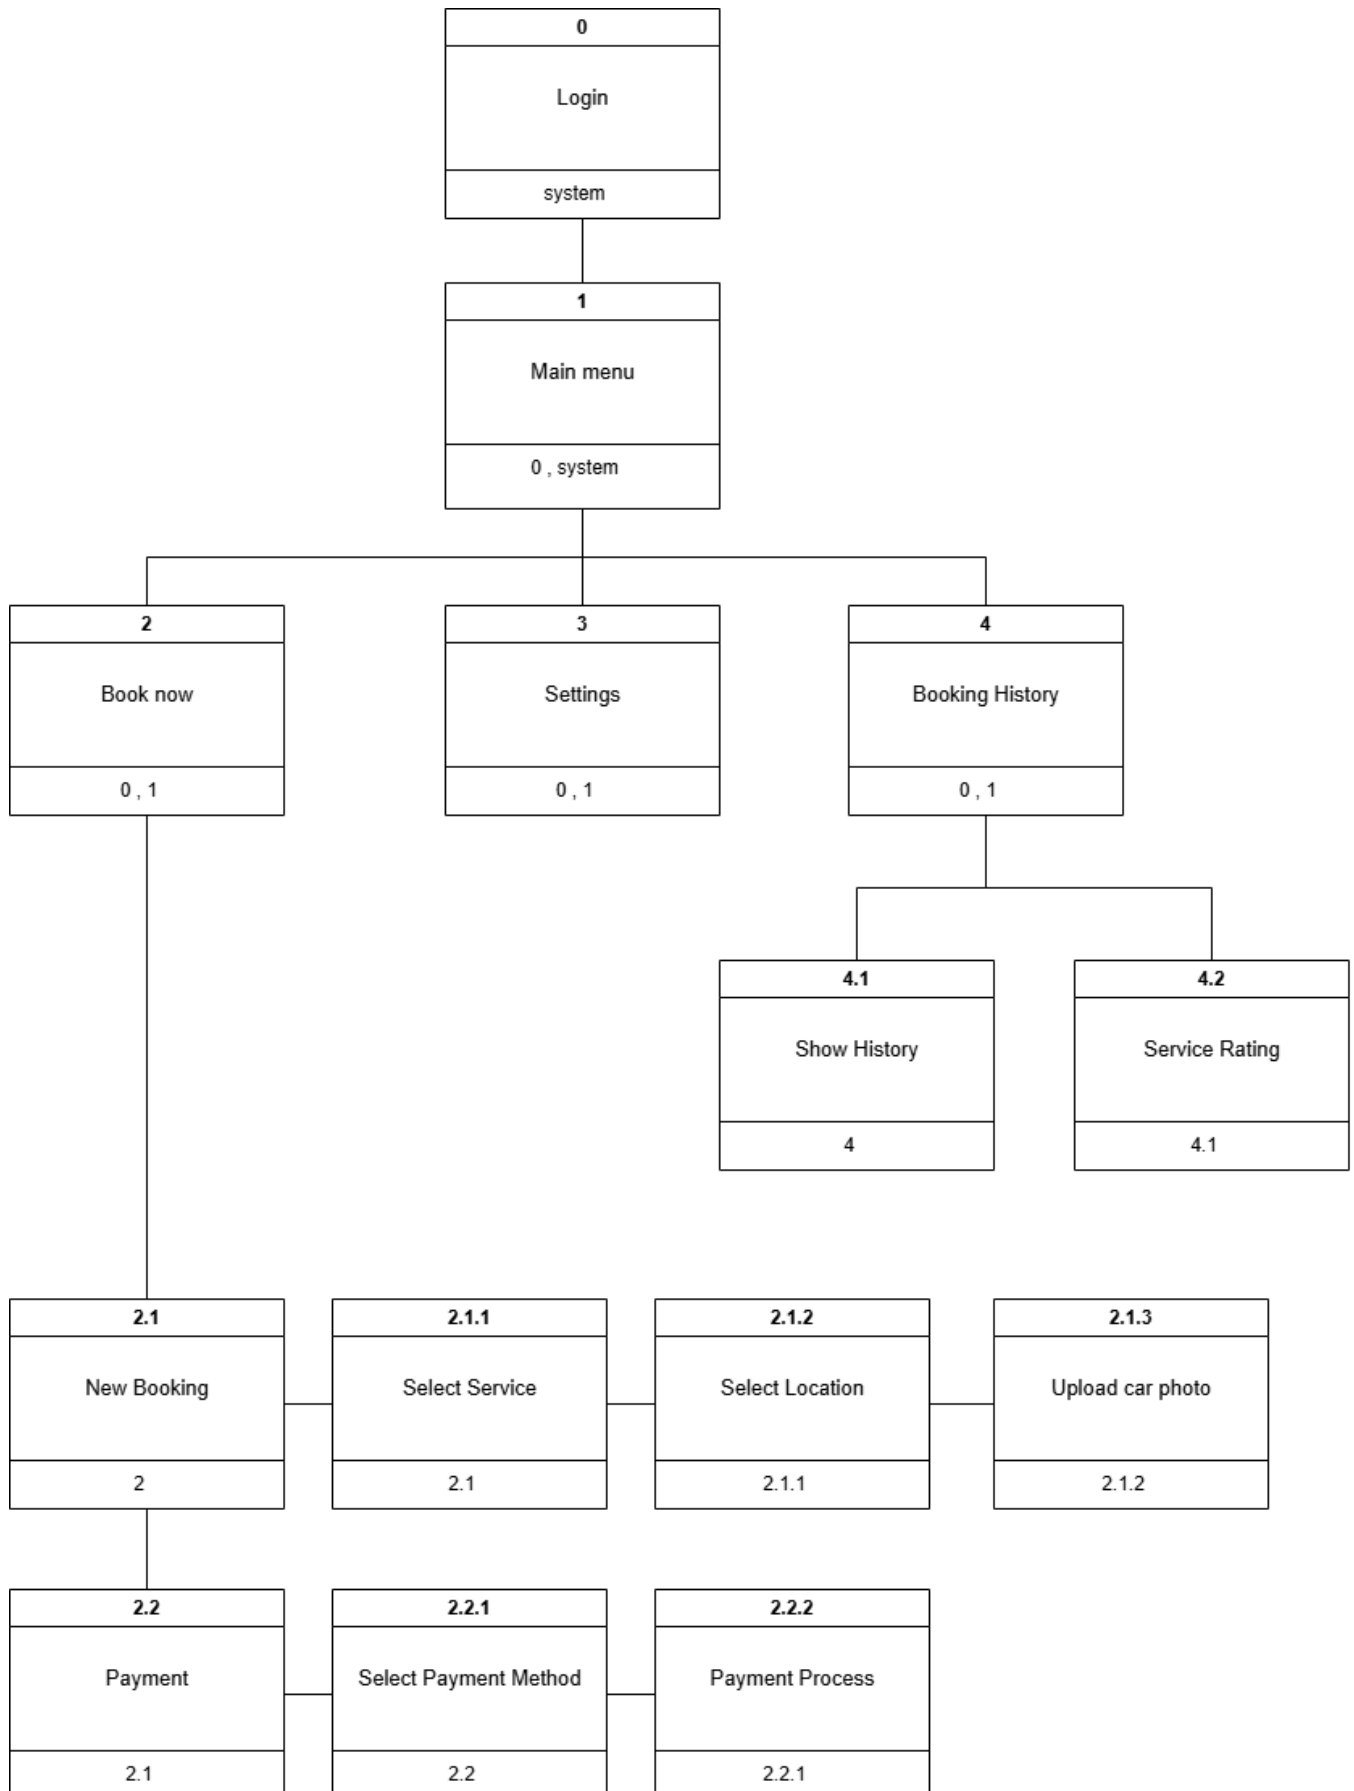 0
Login
system
1
Main menu
0 , system
2
Book now
0 , 1
3
Settings
0 , 1
4
Booking History
0 , 1
4.1
Show History
4
4.2
Service Rating
4.1
2.1
New Booking
2
2.1.1
Select Service
2.1
2.1.2
Select Location
2.1.1
2.1.3
Upload car photo
2.1.2
2.2
Payment
2.1
2.2.1
Select Payment Method
2.2
2.2.2
Payment Process
2.2.1